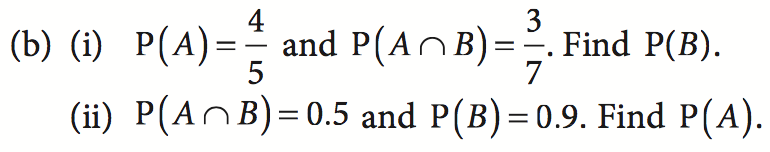 (b) (i) P(A) = 4/5 and P(A ∩ B) = 3/7. Find P(B).
(ii) P(A ∩ B) = 0.5 and P(B) = 0.9. Find P(A).